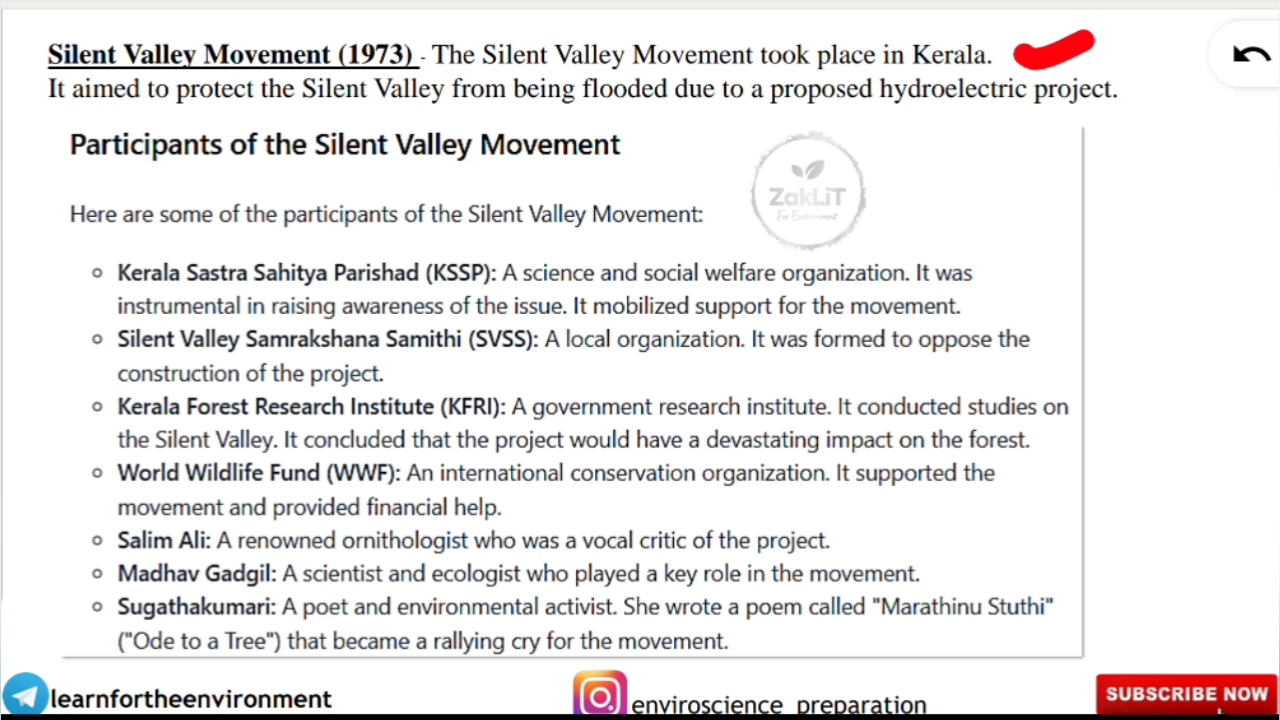 Silent Valley Movement (1973) - The Silent Valley Movement took place in Kerala.
It aimed to protect the Silent Valley from being flooded due to a proposed hydroelectric project.
Participants of the Silent Valley Movement
ZakLiT
For Environment
Here are some of the participants of the Silent Valley Movement:
Kerala Sastra Sahitya Parishad (KSSP): A science and social welfare organization. It was
instrumental in raising awareness of the issue. It mobilized support for the movement.
Silent Valley Samrakshana Samithi (SVSS): A local organization. It was formed to oppose the
construction of the project.
Kerala Forest Research Institute (KFRI): A government research institute. It conducted studies on
the Silent Valley. It concluded that the project would have a devastating impact on the forest.
World Wildlife Fund (WWF): An international conservation organization. It supported the
movement and provided financial help.
Salim Ali: A renowned ornithologist who was a vocal critic of the project.
Madhav Gadgil: A scientist and ecologist who played a key role in the movement.
Sugathakumari: A poet and environmental activist. She wrote a poem called "Marathinu Stuthi"
("Ode to a Tree") that became a rallying cry for the movement.
learnfortheenvironment
enviroscience_preparation
SUBSCRIBE NOW